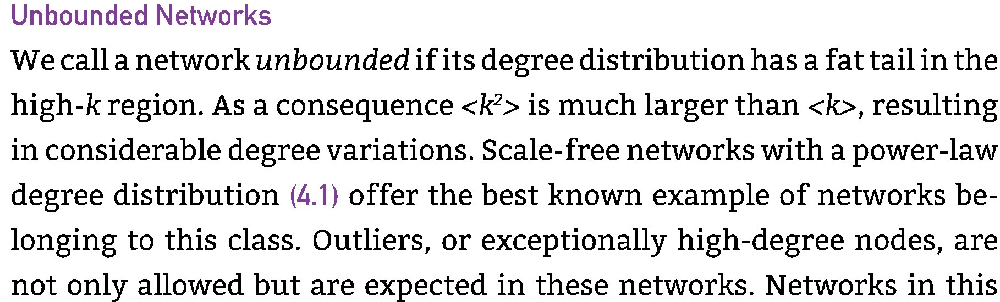 Unbounded Networks
We call a network unbounded if its degree distribution has a fat tail in the
high-k region. As a consequence <k²> is much larger than <k>, resulting
in considerable degree variations. Scale-free networks with a power-law
degree distribution (4.1) offer the best known example of networks be-
longing to this class. Outliers, or exceptionally high-degree nodes, are
not only allowed but are expected in these networks. Networks in this